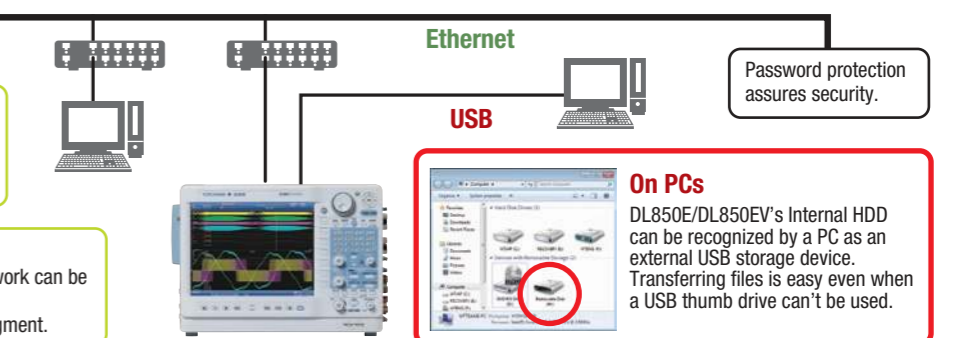 Ethernet
Password protection
assures security.
USB
On PCs
DL850E/DL850EV's Internal HDD
can be recognized by a PC as an
external USB storage device.
Transferring files is easy even when
a USB thumb drive can't be used.
work can be
gment.
YOKOGAWA
Computer